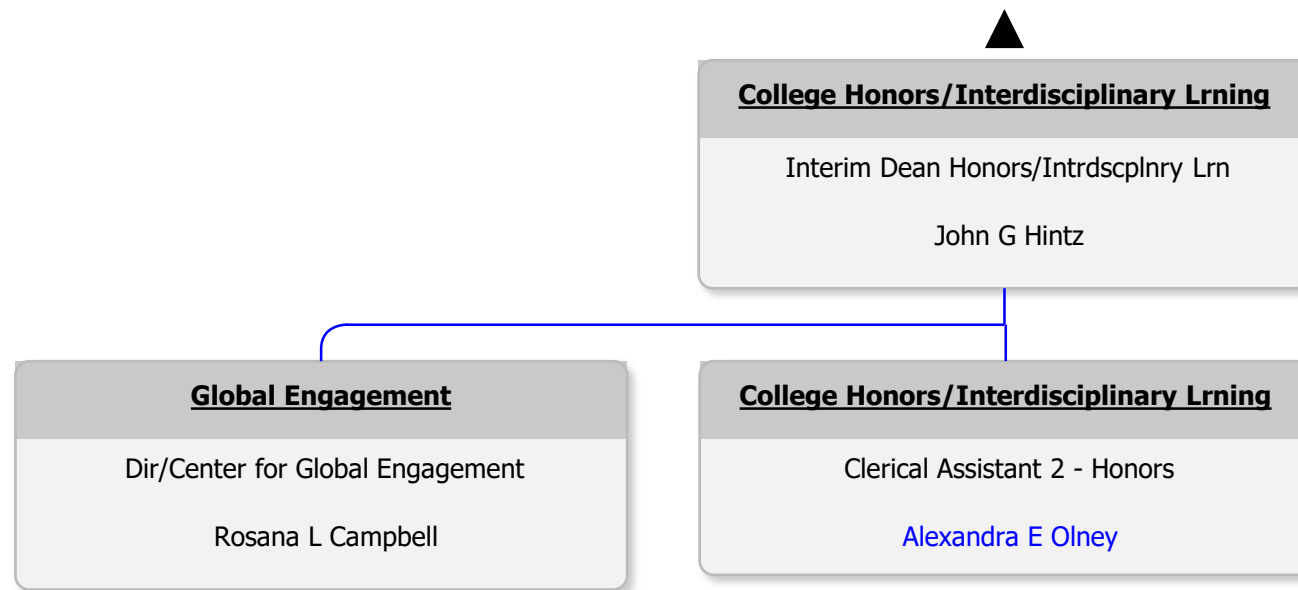 College Honors/Interdisciplinary Lrning
Interim Dean Honors/Intrdscplnry Lrn
John G Hintz
Global Engagement
Dir/Center for Global Engagement
Rosana L Campbell
College Honors/Interdisciplinary Lrning
Clerical Assistant 2 - Honors
Alexandra E Olney